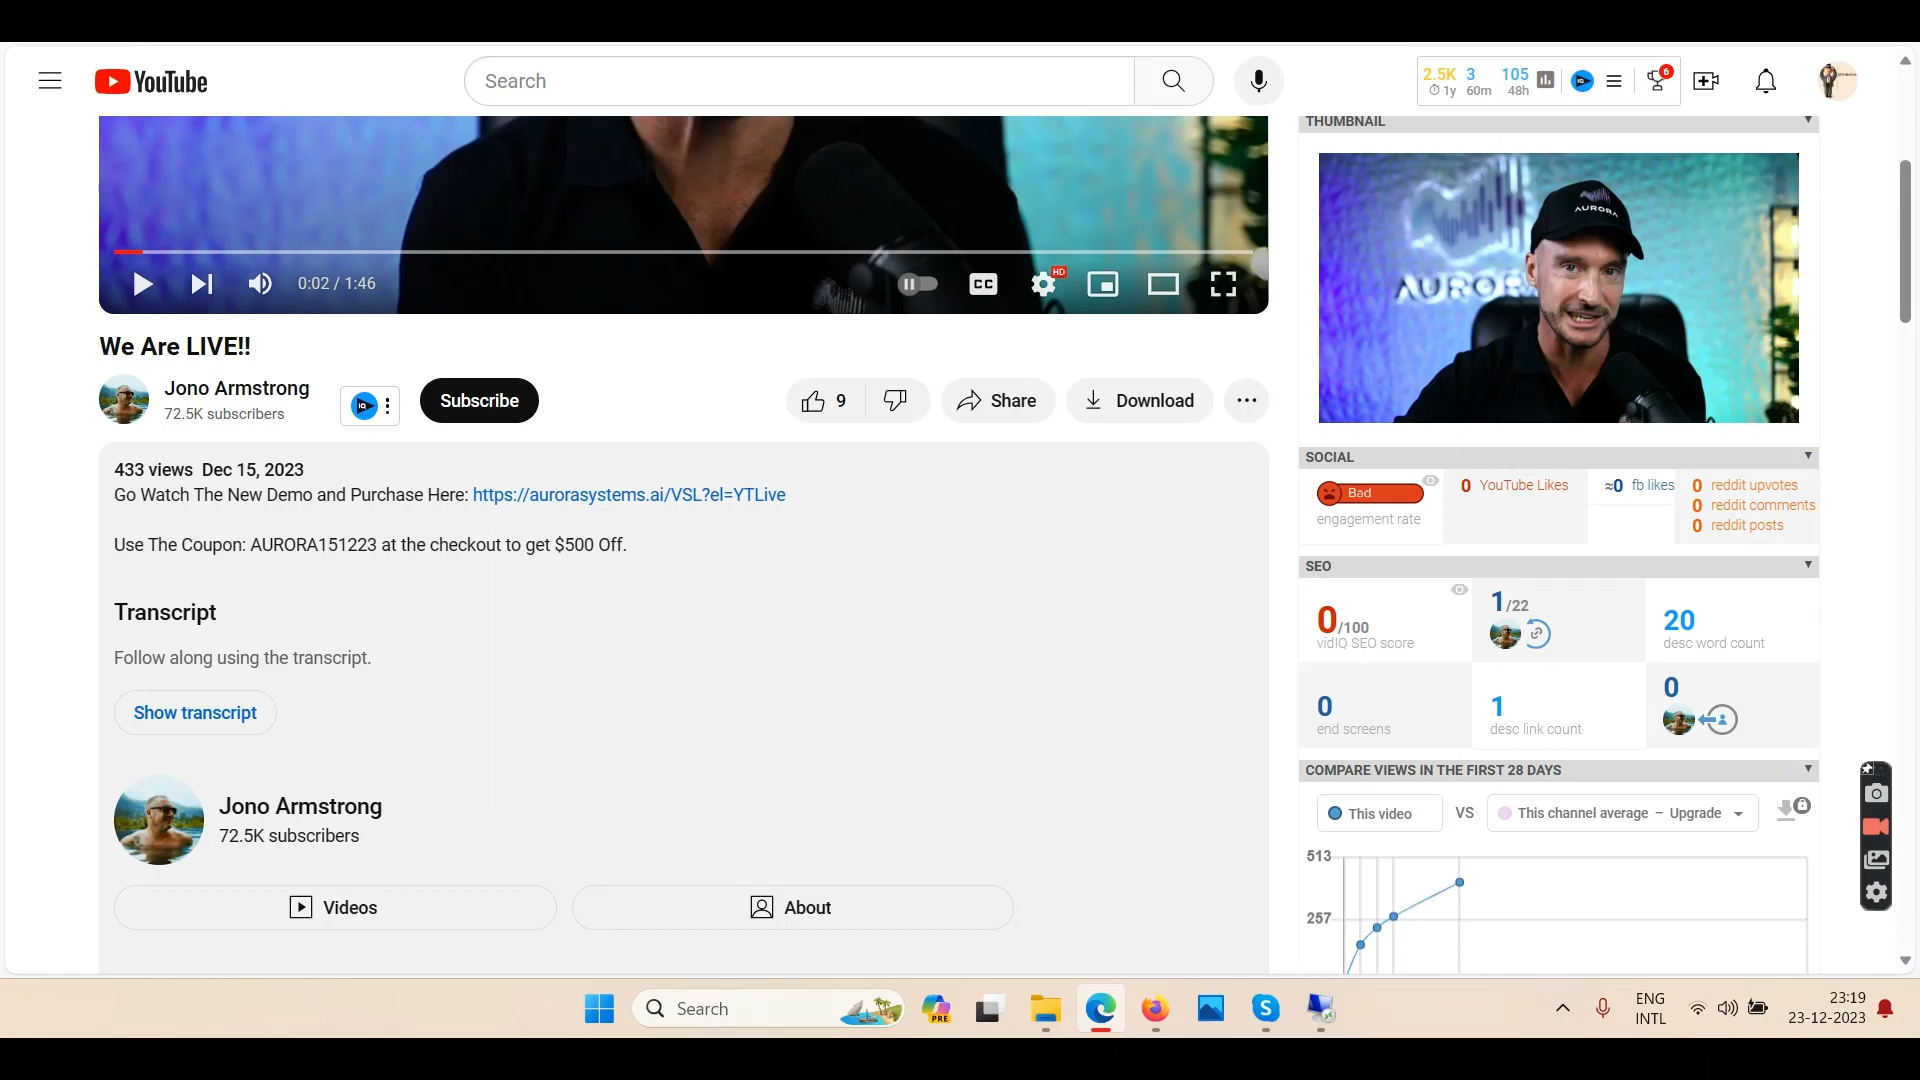 YouTube
Search
2.5K 3 105
1y 60m 48h
6
THUMBNAIL
AURORA
0:02 / 1:46
CC
HD
We Are LIVE!!
Jono Armstrong
72.5K subscribers
IQ
Subscribe
9
Share
Download
433 views Dec 15, 2023
Go Watch The New Demo and Purchase Here: https://aurorasystems.ai/VSL?el=YTLive
Use The Coupon: AURORA151223 at the checkout to get $500 Off.
Transcript
Follow along using the transcript.
Show transcript
Jono Armstrong
72.5K subscribers
Videos
About
SOCIAL
Bad
engagement rate
0 YouTube Likes
≈0 fb likes
0 reddit upvotes
0 reddit comments
0 reddit posts
SEO
0/100
vidIQ SEO score
1/22
20
desc word count
0
end screens
1
desc link count
0
COMPARE VIEWS IN THE FIRST 28 DAYS
This video
VS
This channel average – Upgrade
513
257
Search
PRE
S
ENG
INTL
23:19
23-12-2023